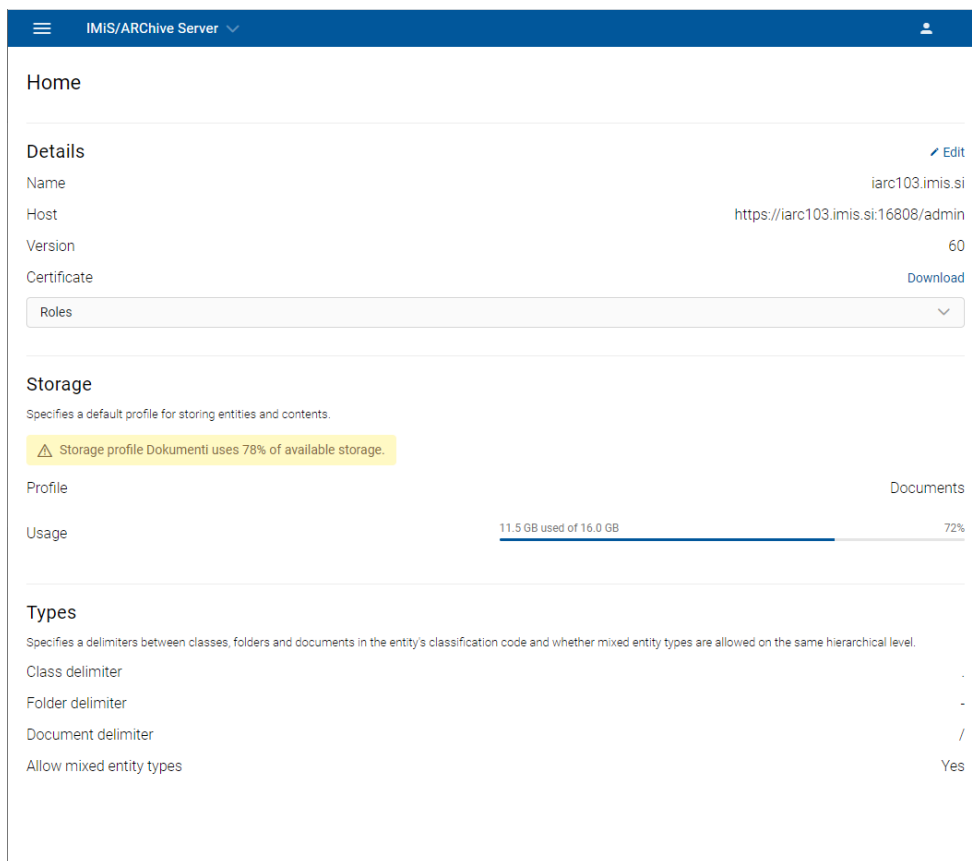 IMiS/ARChive Server
Home
Details
Edit
Name
iarc103.imis.si
Host
https://iarc103.imis.si:16808/admin
Version
60
Certificate
Download
Roles
Storage
Specifies a default profile for storing entities and contents.
Storage profile Dokumenti uses 78% of available storage.
Profile
Documents
Usage
11.5 GB used of 16.0 GB
72%
Types
Specifies a delimiters between classes, folders and documents in the entity's classification code and whether mixed entity types are allowed on the same hierarchical level.
Class delimiter
.
Folder delimiter
-
Document delimiter
/
Allow mixed entity types
Yes